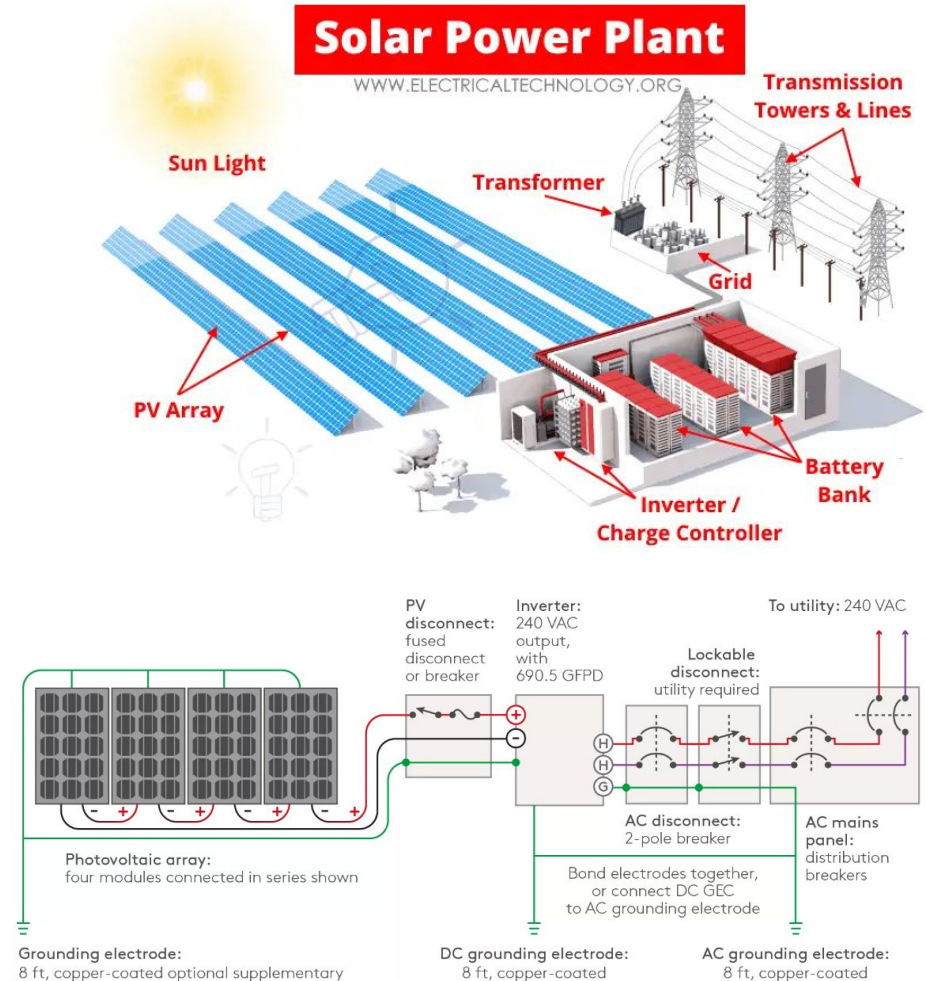 Solar Power Plant
WWW.ELECTRICALTECHNOLOGY.ORG
Transmission
Towers & Lines
Sun Light
Transformer
Grid
PV Array
Battery
Bank
Inverter /
Charge Controller
PV
disconnect:
fused
disconnect
or breaker
Inverter:
240 VAC
output,
with
690.5 GFPD
To utility: 240 VAC
Lockable
disconnect:
utility required
+
−
H
H
G
− + − + − + − +
AC disconnect:
2-pole breaker
AC mains
panel:
distribution
breakers
Photovoltaic array:
four modules connected in series shown
Bond electrodes together,
or connect DC GEC
to AC grounding electrode
Grounding electrode:
8 ft, copper-coated optional supplementary
DC grounding electrode:
8 ft, copper-coated
AC grounding electrode:
8 ft, copper-coated